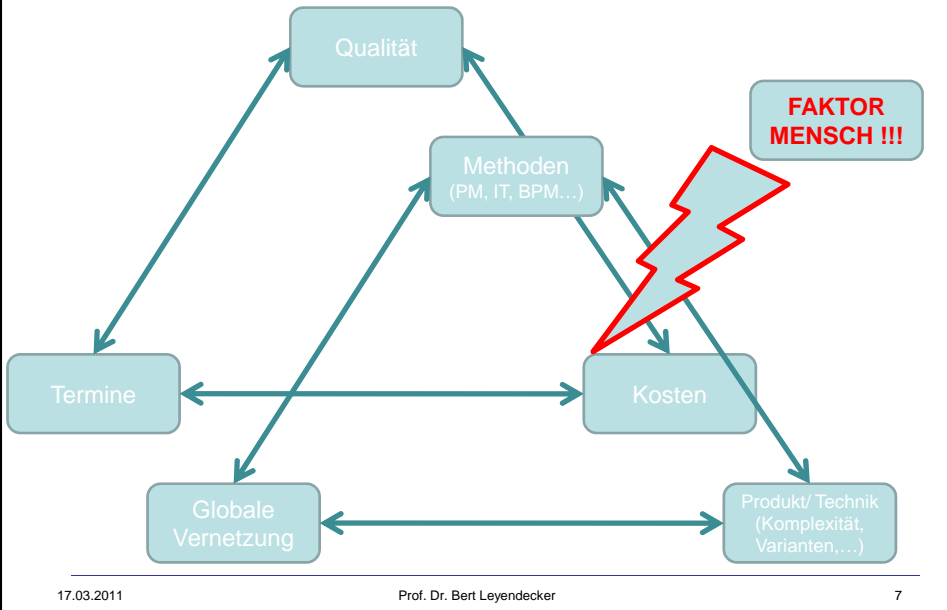 Qualität
FAKTOR
MENSCH !!!
Methoden
(PM, IT, BPM…)
Termine
Kosten
Globale
Vernetzung
Produkt/ Technik
(Komplexität,
Varianten,…)
17.03.2011
Prof. Dr. Bert Leyendecker
7